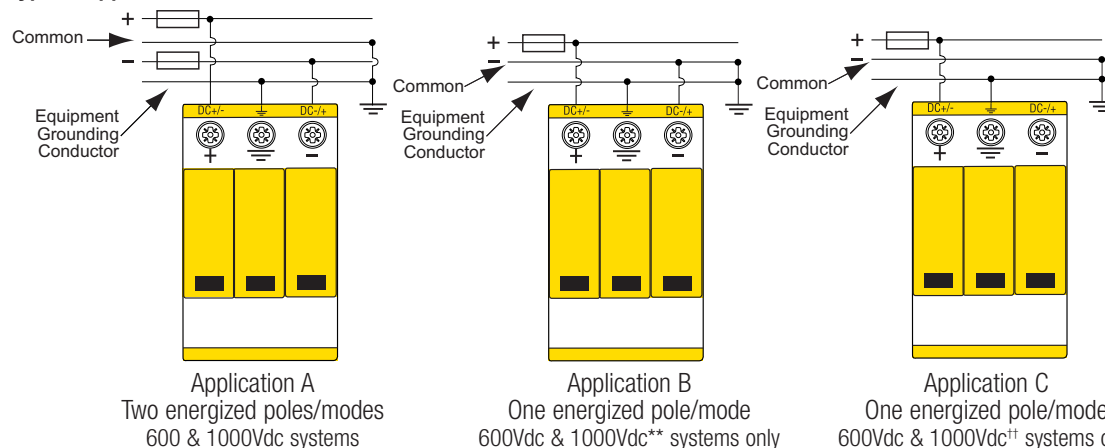 +
Common
−
Equipment
Grounding
Conductor
DC+/-
DC-/+
+
−
Application A
Two energized poles/modes
600 & 1000Vdc systems
+
−
Common
Equipment
Grounding
Conductor
DC+/-
DC-/+
+
−
Application B
One energized pole/mode
600Vdc & 1000Vdc** systems only
+
−
Common
Equipment
Grounding
Conductor
DC+/-
DC-/+
+
−
Application C
One energized pole/mode
600Vdc & 1000Vdc†† systems